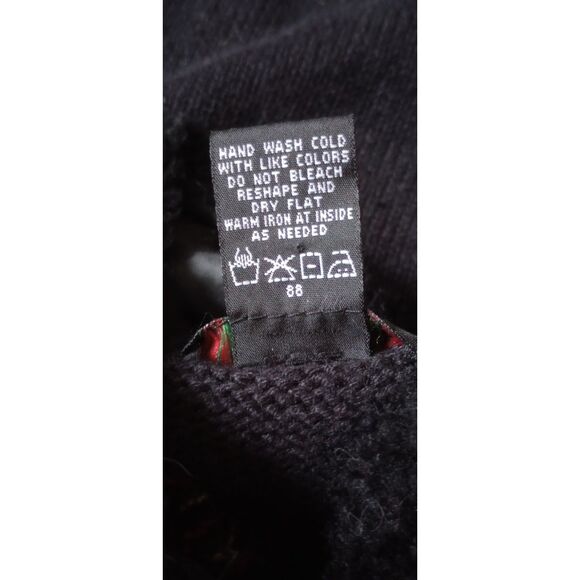 HAND WASH COLD
WITH LIKE COLORS
DO NOT BLEACH
RESHAPE AND
DRY FLAT
WARM IRON AT INSIDE
AS NEEDED
88